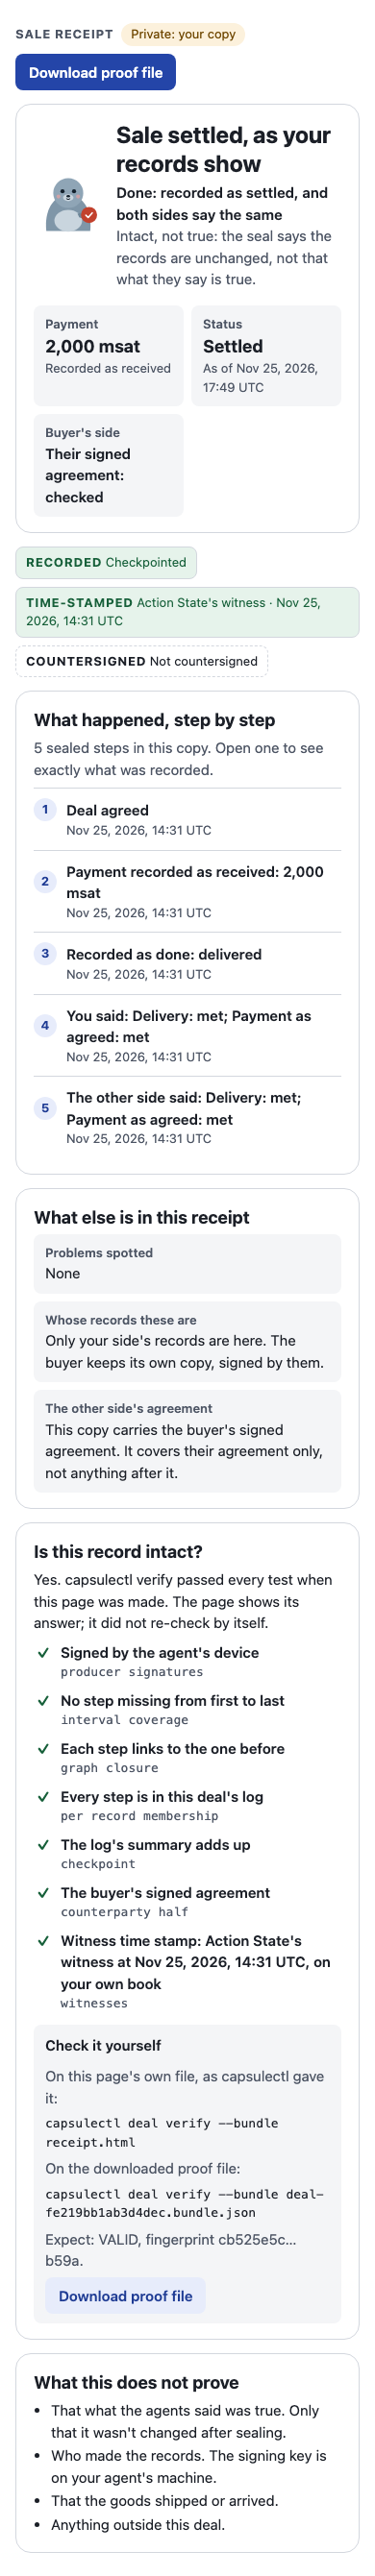 SALE RECEIPT Private: your copy
Download proof file
Sale settled, as your
records show
Done: recorded as settled, and
both sides say the same
Intact, not true: the seal says the
records are unchanged, not that
what they say is true.
Payment
2,000 msat
Recorded as received
Status
Settled
As of Nov 25, 2026,
17:49 UTC
Buyer's side
Their signed
agreement:
checked
RECORDED Checkpointed
TIME-STAMPED Action State's witness · Nov 25,
2026, 14:31 UTC
COUNTERSIGNED Not countersigned
What happened, step by step
5 sealed steps in this copy. Open one to see
exactly what was recorded.
1 Deal agreed
Nov 25, 2026, 14:31 UTC
2 Payment recorded as received: 2,000
msat
Nov 25, 2026, 14:31 UTC
3 Recorded as done: delivered
Nov 25, 2026, 14:31 UTC
4 You said: Delivery: met; Payment as
agreed: met
Nov 25, 2026, 14:31 UTC
5 The other side said: Delivery: met;
Payment as agreed: met
Nov 25, 2026, 14:31 UTC
What else is in this receipt
Problems spotted
None
Whose records these are
Only your side's records are here. The
buyer keeps its own copy, signed by them.
The other side's agreement
This copy carries the buyer's signed
agreement. It covers their agreement only,
not anything after it.
Is this record intact?
Yes. capsulectl verify passed every test when
this page was made. The page shows its
answer; it did not re-check by itself.
Signed by the agent's device
producer signatures
No step missing from first to last
interval coverage
Each step links to the one before
graph closure
Every step is in this deal's log
per record membership
The log's summary adds up
checkpoint
The buyer's signed agreement
counterparty half
Witness time stamp: Action State's
witness at Nov 25, 2026, 14:31 UTC, on
your own book
witnesses
Check it yourself
On this page's own file, as capsulectl gave
it:
capsulectl deal verify --bundle
receipt.html
On the downloaded proof file:
capsulectl deal verify --bundle deal-
fe219bb1ab3d4dec.bundle.json
Expect: VALID, fingerprint cb525e5c…
b59a.
Download proof file
What this does not prove
• That what the agents said was true. Only
that it wasn't changed after sealing.
• Who made the records. The signing key is
on your agent's machine.
• That the goods shipped or arrived.
• Anything outside this deal.